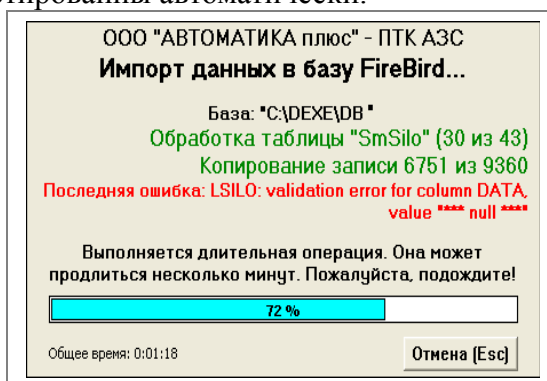 автоматически.
ООО "АВТОМАТИКА плюс" - ПТК АЗС
Импорт данных в базу FireBird...
База: "C:\DEXE\DB "
Обработка таблицы "SmSilo" (30 из 43)
Копирование записи 6751 из 9360
Последняя ошибка: LSILO: validation error for column DATA,
value "*** null ***"
Выполняется длительная операция. Она может
продлиться несколько минут. Пожалуйста, подождите!
72 %
Общее время: 0:01:18
Отмена (Esc)